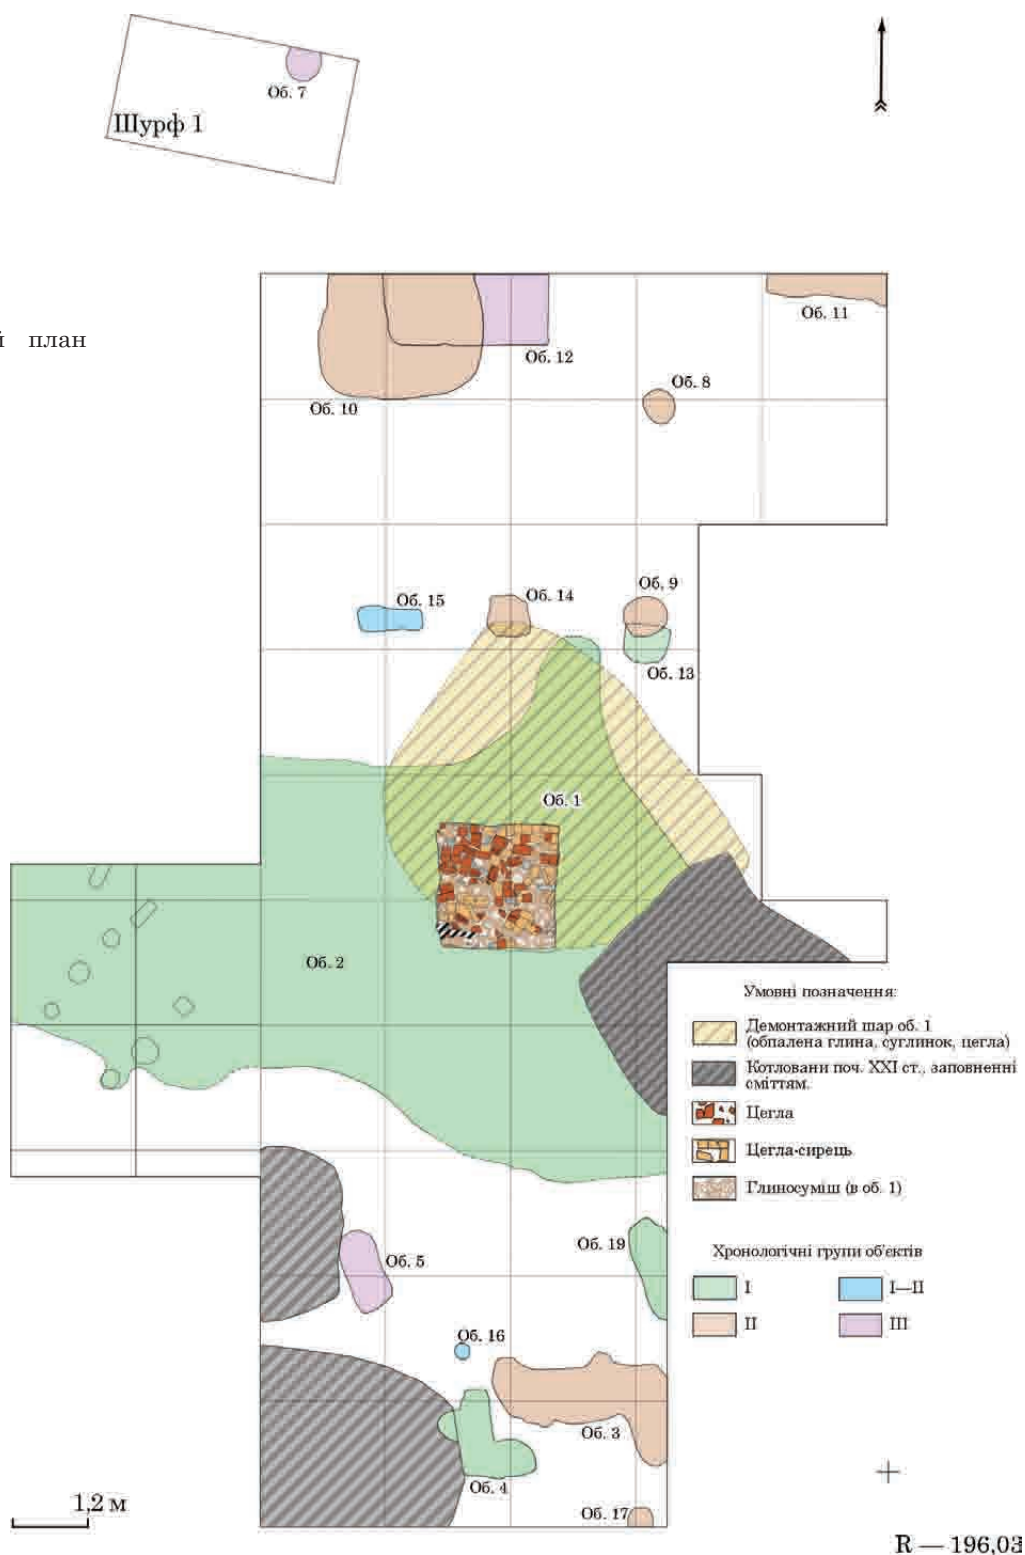 Об. 7
Шурф 1
й план
Об. 11
Об. 12
Об. 8
Об. 10
Об. 9
Об. 14
Об. 15
Об. 13
Об. 1
Об. 2
Умовні позначення:
Демонтажний шар об. 1
(обпалена глина, суглинок, цегла)
Котловани поч. XXI ст., заповненні
сміттям.
Цегла
Цегла-сирець
Глиносуміш (в об. 1)
Об. 19
Хронологічні групи об'єктів
Об. 5
I
I—II
II
III
Об. 16
Об. 3
Об. 4
1,2 м
Об. 17
R — 196,03